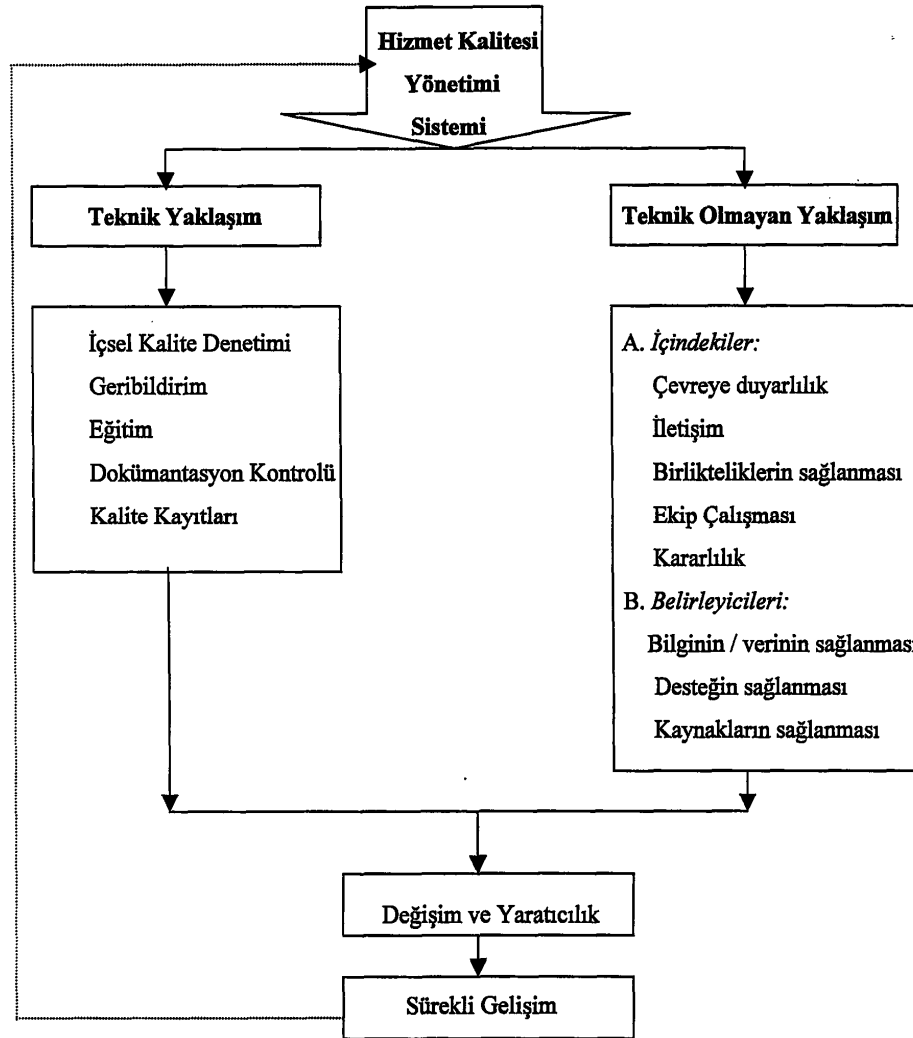 Hizmet Kalitesi
Yönetimi
Sistemi
Teknik Yaklaşım
Teknik Olmayan Yaklaşım
İçsel Kalite Denetimi
Geribildirim
Eğitim
Dokümantasyon Kontrolü
Kalite Kayıtları
A. İçindekiler:
Çevreye duyarlılık
İletişim
Birlikteliklerin sağlanması
Ekip Çalışması
Kararlılık
B. Belirleyicileri:
Bilginin / verinin sağlanması
Desteğin sağlanması
Kaynakların sağlanması
Değişim ve Yaratıcılık
Sürekli Gelişim